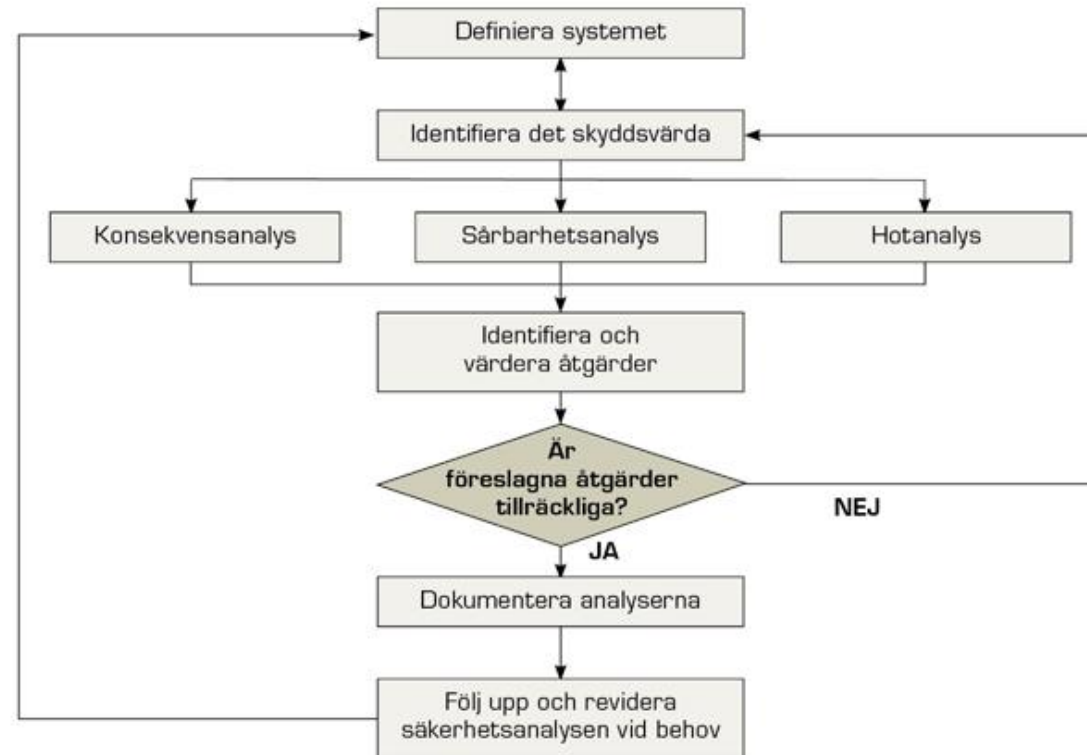 Definiera systemet
Identifiera det skyddsvärda
Konsekvensanalys
Sårbarhetsanalys
Hotanalys
Identifiera och
värdera åtgärder
Är
föreslagna åtgärder
tillräckliga?
NEJ
JA
Dokumentera analyserna
Följ upp och revidera
säkerhetsanalysen vid behov